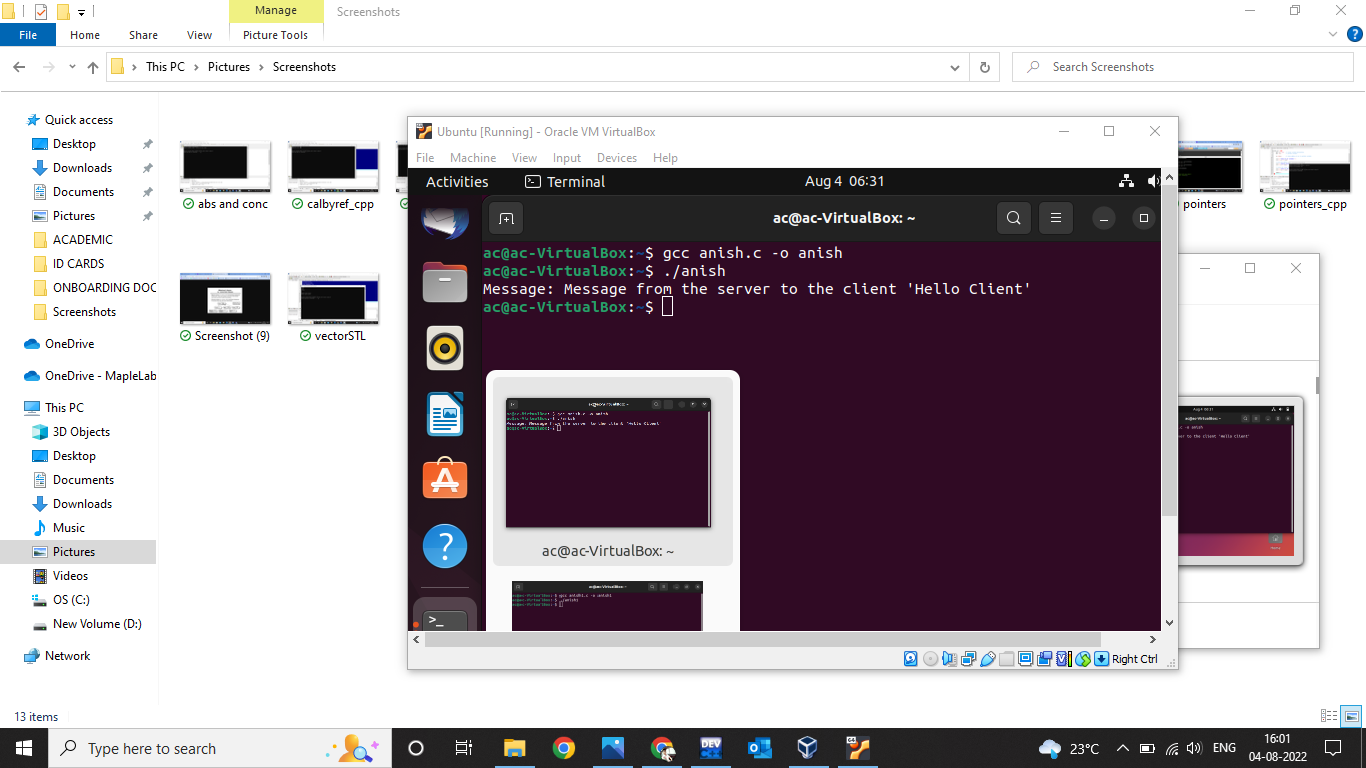 Manage
Screenshots
File
Home
Share
View
Picture Tools
This PC
Pictures
Screenshots
Search Screenshots
Quick access
Desktop
Downloads
Documents
Pictures
ACADEMIC
ID CARDS
ONBOARDING DOC
Screenshots
OneDrive
OneDrive - MapleLab
This PC
3D Objects
Desktop
Documents
Downloads
Music
Pictures
Videos
OS (C:)
New Volume (D:)
Network
abs and conc
calbyref_cpp
pointers
pointers_cpp
Screenshot (9)
vectorSTL
Ubuntu [Running] - Oracle VM VirtualBox
File Machine View Input Devices Help
Activities
Terminal
Aug 4 06:31
ac@ac-VirtualBox: ~
ac@ac-VirtualBox:~$ gcc anish.c -o anish
ac@ac-VirtualBox:~$ ./anish
Message: Message from the server to the client 'Hello Client'
ac@ac-VirtualBox:~$
ac@ac-VirtualBox: ~
Right Ctrl
13 items
Type here to search
DEV
23°C
ENG
16:01
04-08-2022